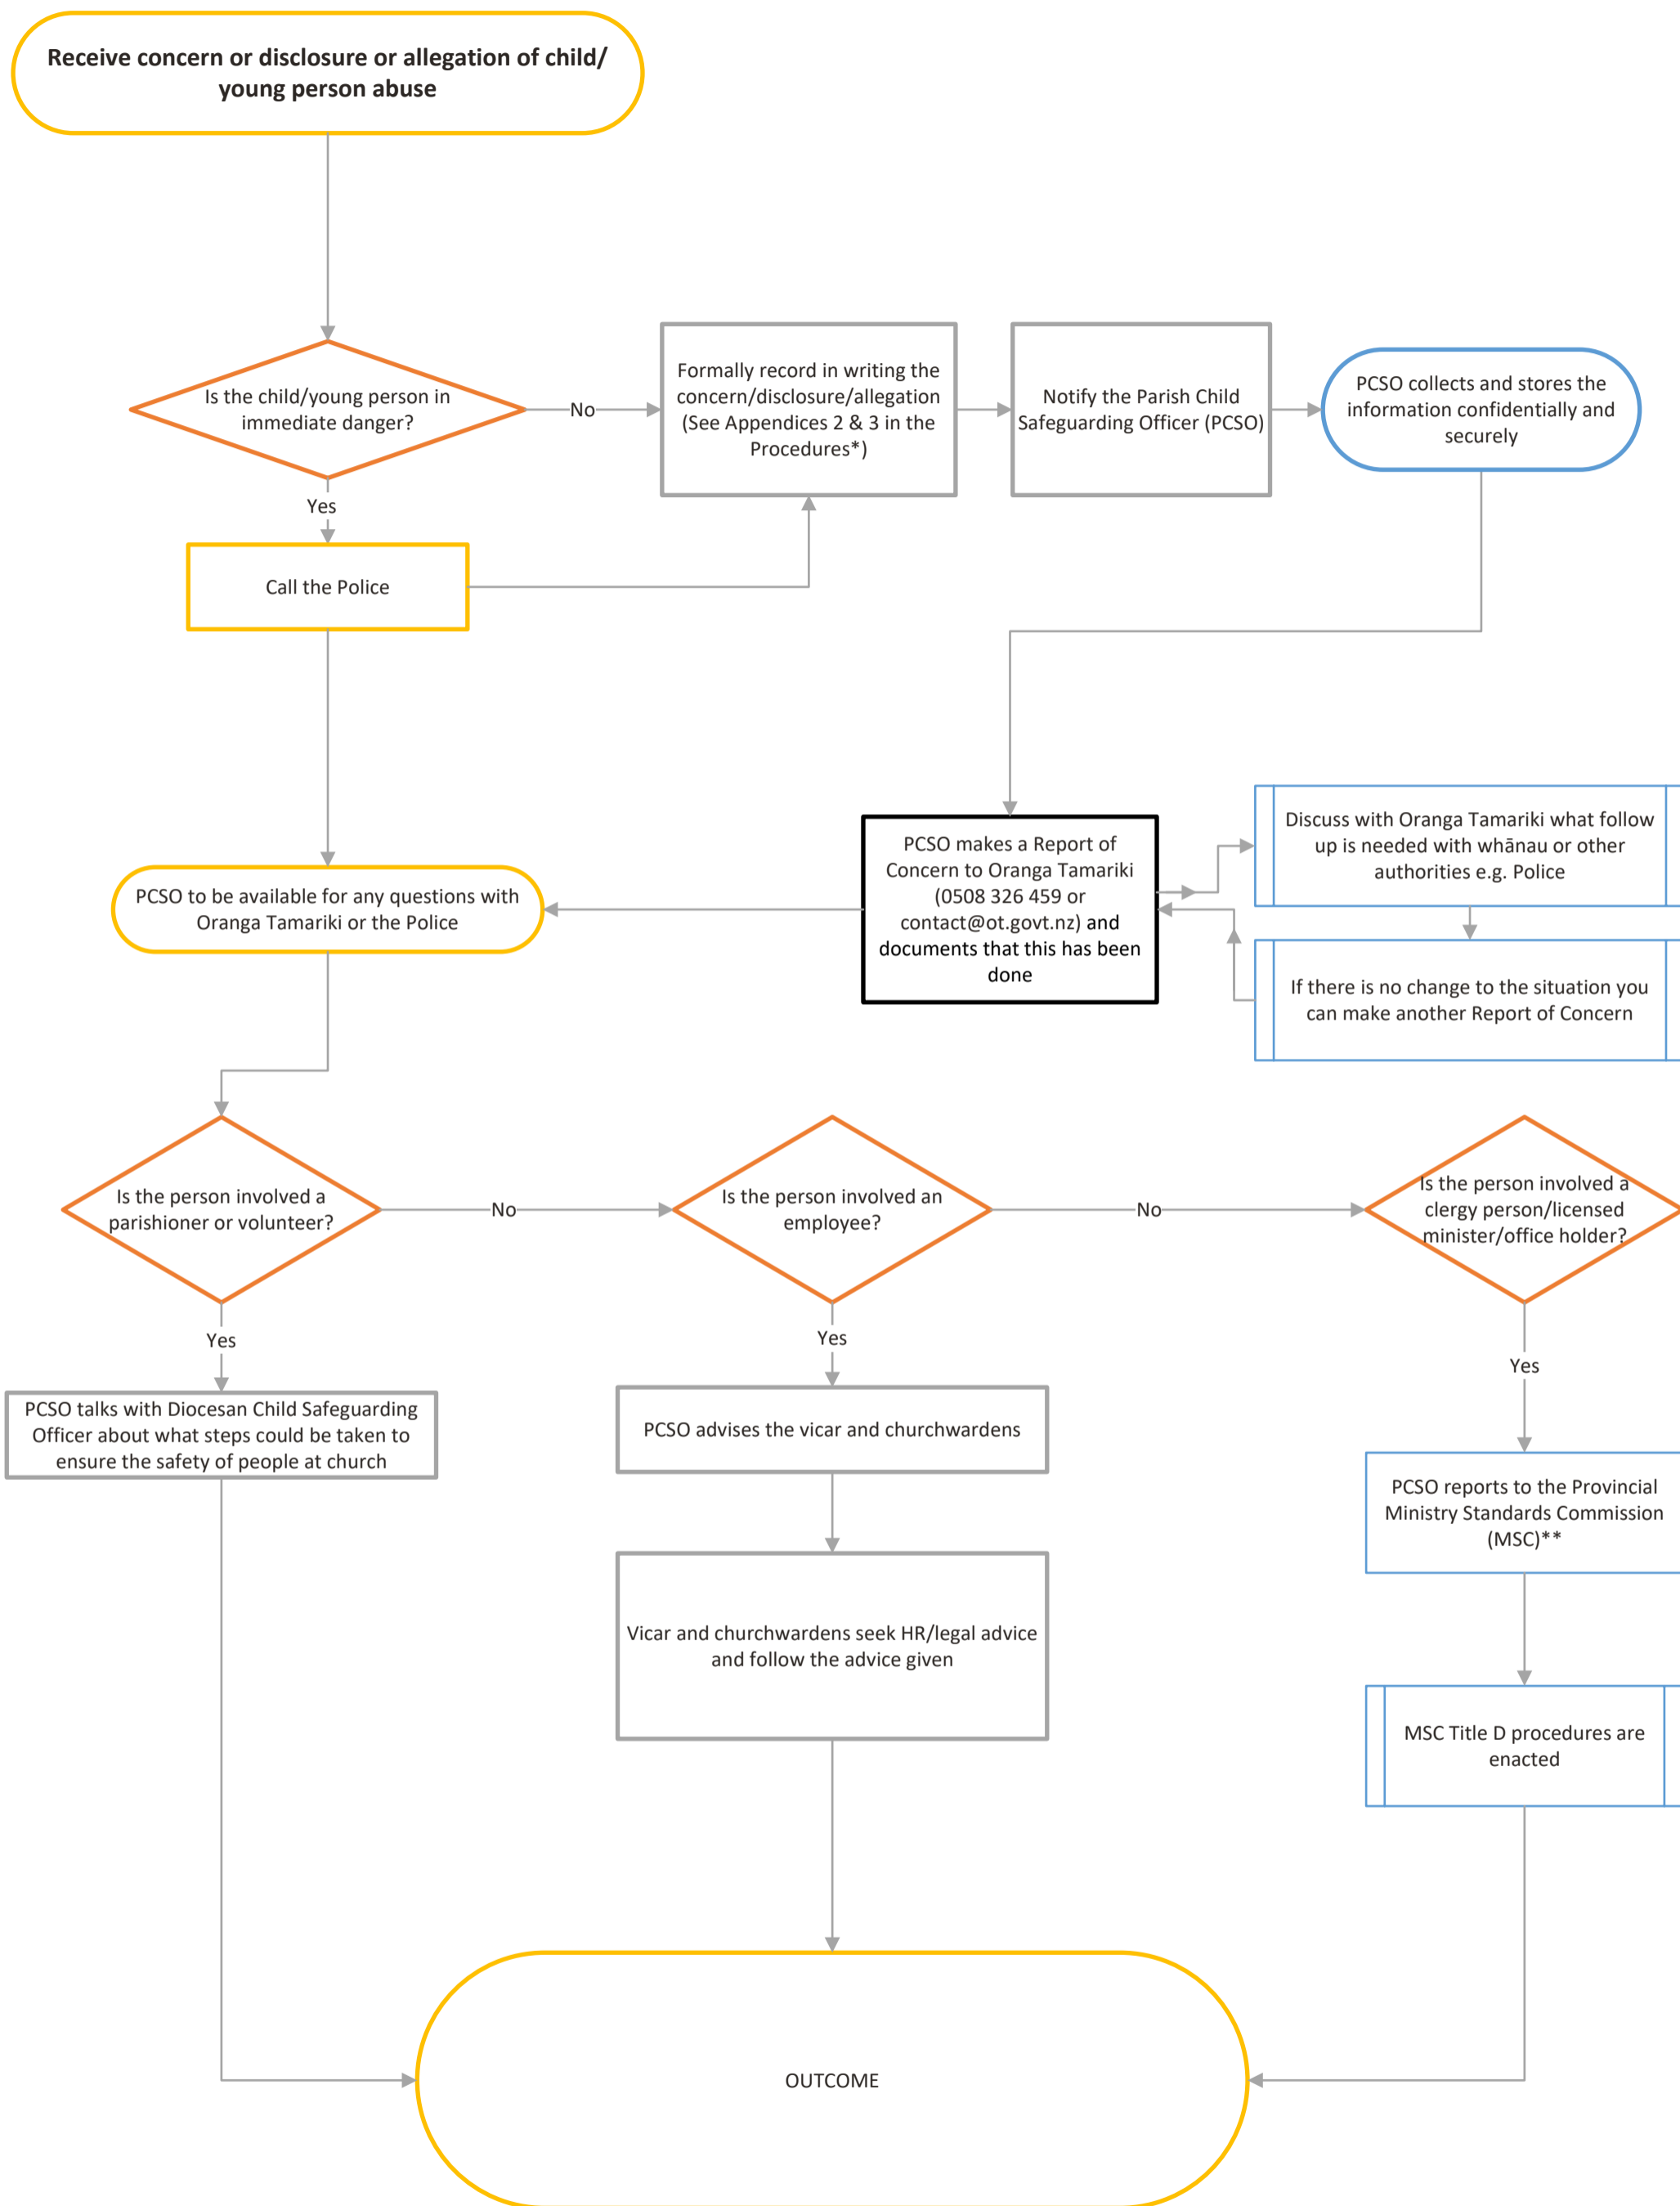 Receive concern or disclosure or allegation of child/
young person abuse
Is the child/young person in
immediate danger?
No
Formally record in writing the
concern/disclosure/allegation
(See Appendices 2 & 3 in the
Procedures*)
Notify the Parish Child
Safeguarding Officer (PCSO)
PCSO collects and stores the
information confidentially and
securely
Yes
Call the Police
PCSO to be available for any questions with
Oranga Tamariki or the Police
PCSO makes a Report of
Concern to Oranga Tamariki
(0508 326 459 or
contact@ot.govt.nz) and
documents that this has been
done
Discuss with Oranga Tamariki what follow
up is needed with whānau or other
authorities e.g. Police
If there is no change to the situation you
can make another Report of Concern
Is the person involved a
parishioner or volunteer?
No
Is the person involved an
employee?
No
Is the person involved a
clergy person/licensed
minister/office holder?
Yes
Yes
Yes
PCSO talks with Diocesan Child Safeguarding
Officer about what steps could be taken to
ensure the safety of people at church
PCSO advises the vicar and churchwardens
PCSO reports to the Provincial
Ministry Standards Commission
(MSC)**
Vicar and churchwardens seek HR/legal advice
and follow the advice given
MSC Title D procedures are
enacted
OUTCOME